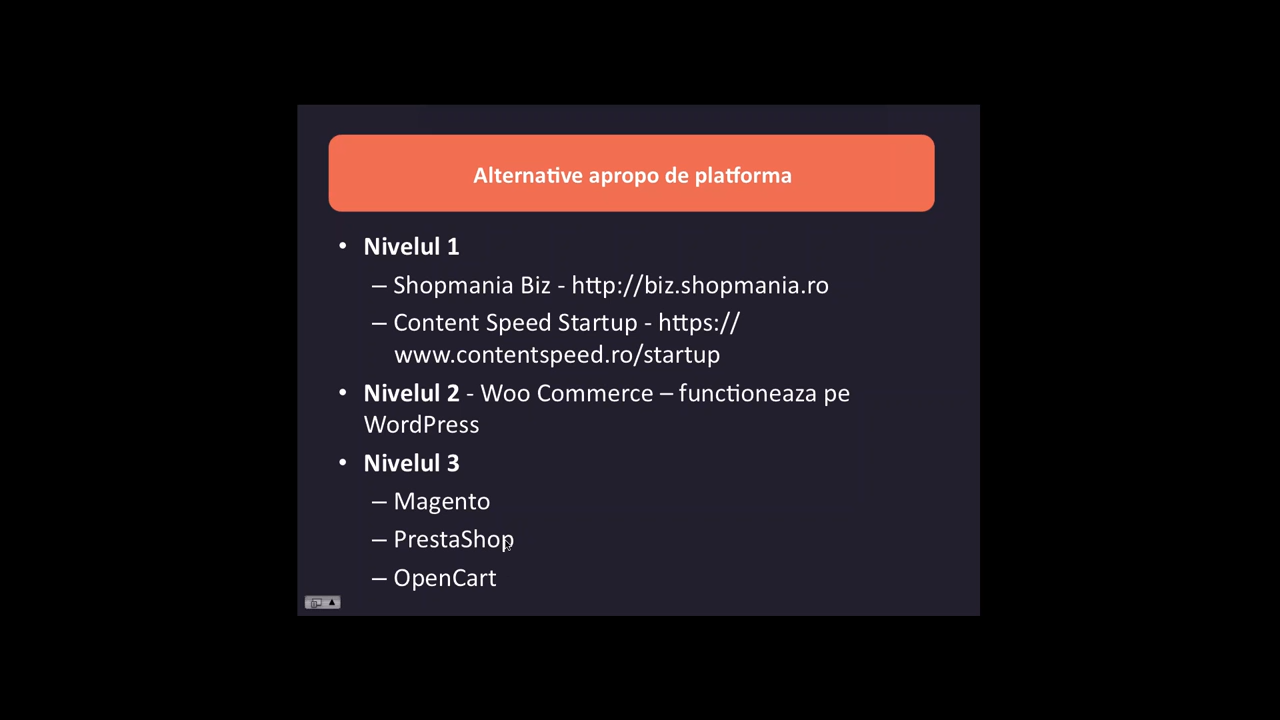 Alternative apropo de platforma
• Nivelul 1
– Shopmania Biz - http://biz.shopmania.ro
– Content Speed Startup - https://
www.contentspeed.ro/startup
• Nivelul 2 - Woo Commerce – functioneaza pe
WordPress
• Nivelul 3
– Magento
– PrestaShop
– OpenCart